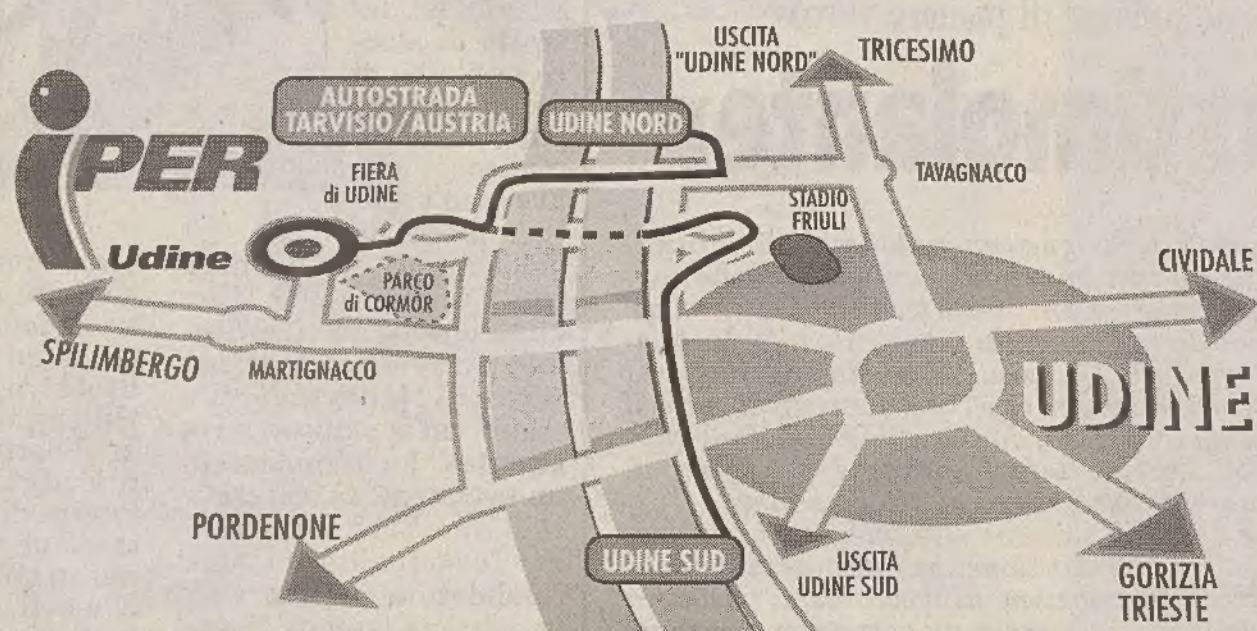 USCITA
"UDINE NORD"
TRICESIMO
AUTOSTRADA
TARVISIO/AUSTRIA
UDINE NORD
iPER
Udine
FIERA
di UDINE
TAVAGNACCO
STADIO
FRIULI
CIVIDALE
PARCO
di CORMÔR
SPILIMBERGO
MARTIGNACCO
UDINE
PORDENONE
UDINE SUD
USCITA
UDINE SUD
GORIZIA
TRIESTE